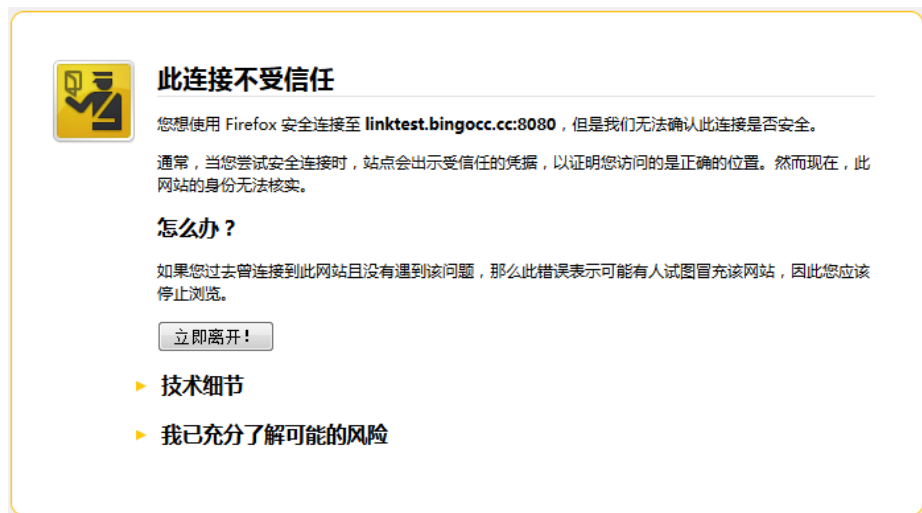 此连接不受信任
您想使用 Firefox 安全连接至 linktest.bingocc.cc:8080，但是我们无法确认此连接是否安全。
通常，当您尝试安全连接时，站点会出示受信任的凭据，以证明您访问的是正确的位置。然而现在，此
网站的身份无法核实。
怎么办？
如果您过去曾连接到此网站且没有遇到该问题，那么此错误表示可能有人试图冒充该网站，因此您应该
停止浏览。
立即离开！
技术细节
我已充分了解可能的风险